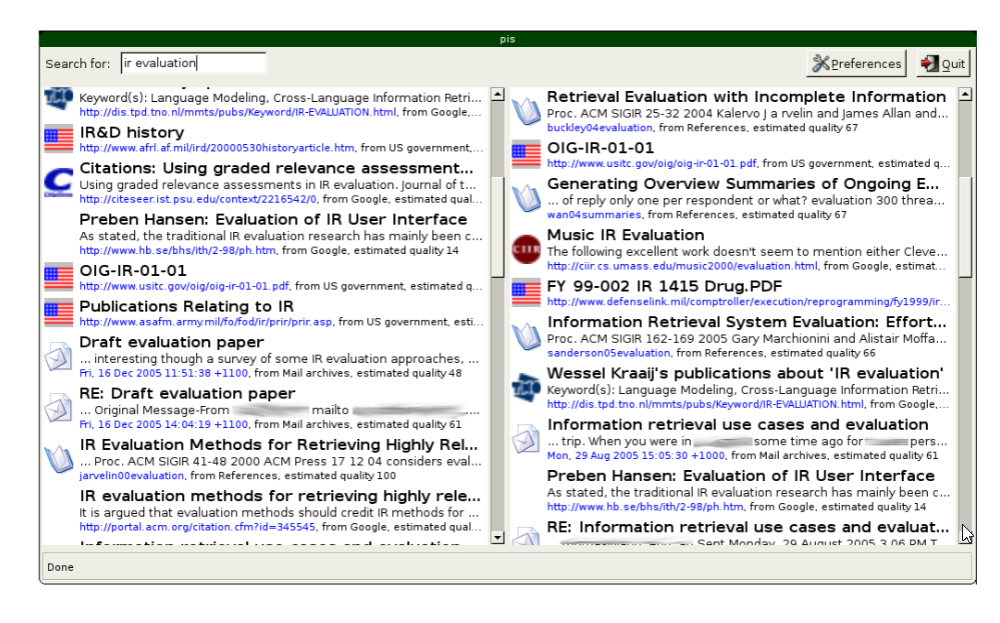 pis
Search for: ir evaluation
Preferences
Quit
Keyword(s): Language Modeling, Cross-Language Information Retri...
http://dis.tpd.tno.nl/mmts/pubs/Keyword/IR-EVALUATION.html, from Google,...
IR&D history
http://www.afrl.af.mil/ird/20000530historyarticle.htm, from US government,...
Citations: Using graded relevance assessment...
Using graded relevance assessments in IR evaluation. Journal of t...
http://citeseer.ist.psu.edu/context/2216542/0, from Google, estimated qual...
Preben Hansen: Evaluation of IR User Interface
As stated, the traditional IR evaluation research has mainly been c...
http://www.hb.se/bhs/ith/2-98/ph.htm, from Google, estimated quality 14
OIG-IR-01-01
http://www.usitc.gov/oig/oig-ir-01-01.pdf, from US government, estimated q...
Publications Relating to IR
http://www.asafm.army.mil/fo/fod/ir/prir/prir.asp, from US government, esti...
Draft evaluation paper
... interesting though a survey of some IR evaluation approaches, ...
Fri, 16 Dec 2005 11:51:38 +1100, from Mail archives, estimated quality 48
RE: Draft evaluation paper
... Original Message-From mailto ...
Fri, 16 Dec 2005 14:04:19 +1100, from Mail archives, estimated quality 61
IR Evaluation Methods for Retrieving Highly Rel...
... Proc. ACM SIGIR 41-48 2000 ACM Press 17 12 04 considers eval...
jarvelin00evaluation, from References, estimated quality 100
IR evaluation methods for retrieving highly rele...
It is argued that evaluation methods should credit IR methods for ...
http://portal.acm.org/citation.cfm?id=345545, from Google, estimated qual...
Information retrieval use cases and evaluation
Retrieval Evaluation with Incomplete Information
Proc. ACM SIGIR 25-32 2004 Kalervo J a rvelin and James Allan and...
buckley04evaluation, from References, estimated quality 67
OIG-IR-01-01
http://www.usitc.gov/oig/oig-ir-01-01.pdf, from US government, estimated q...
Generating Overview Summaries of Ongoing E...
... of reply only one per respondent or what? evaluation 300 threa...
wan04summaries, from References, estimated quality 67
CIIR
Music IR Evaluation
The following excellent work doesn't seem to mention either Cleve...
http://ciir.cs.umass.edu/music2000/evaluation.html, from Google, estimat...
FY 99-002 IR 1415 Drug.PDF
http://www.defenselink.mil/comptroller/execution/reprogramming/fy1999/ir...
Information Retrieval System Evaluation: Effort...
Proc. ACM SIGIR 162-169 2005 Gary Marchionini and Alistair Moffa...
sanderson05evaluation, from References, estimated quality 66
Wessel Kraaij's publications about 'IR evaluation'
Keyword(s): Language Modeling, Cross-Language Information Retri...
http://dis.tpd.tno.nl/mmts/pubs/Keyword/IR-EVALUATION.html, from Google,...
Information retrieval use cases and evaluation
... trip. When you were in some time ago for pers...
Mon, 29 Aug 2005 15:05:30 +1000, from Mail archives, estimated quality 61
Preben Hansen: Evaluation of IR User Interface
As stated, the traditional IR evaluation research has mainly been c...
http://www.hb.se/bhs/ith/2-98/ph.htm, from Google, estimated quality 14
RE: Information retrieval use cases and evaluat...
Sent Monday, 29 August 2005 3 06 PM T
Done